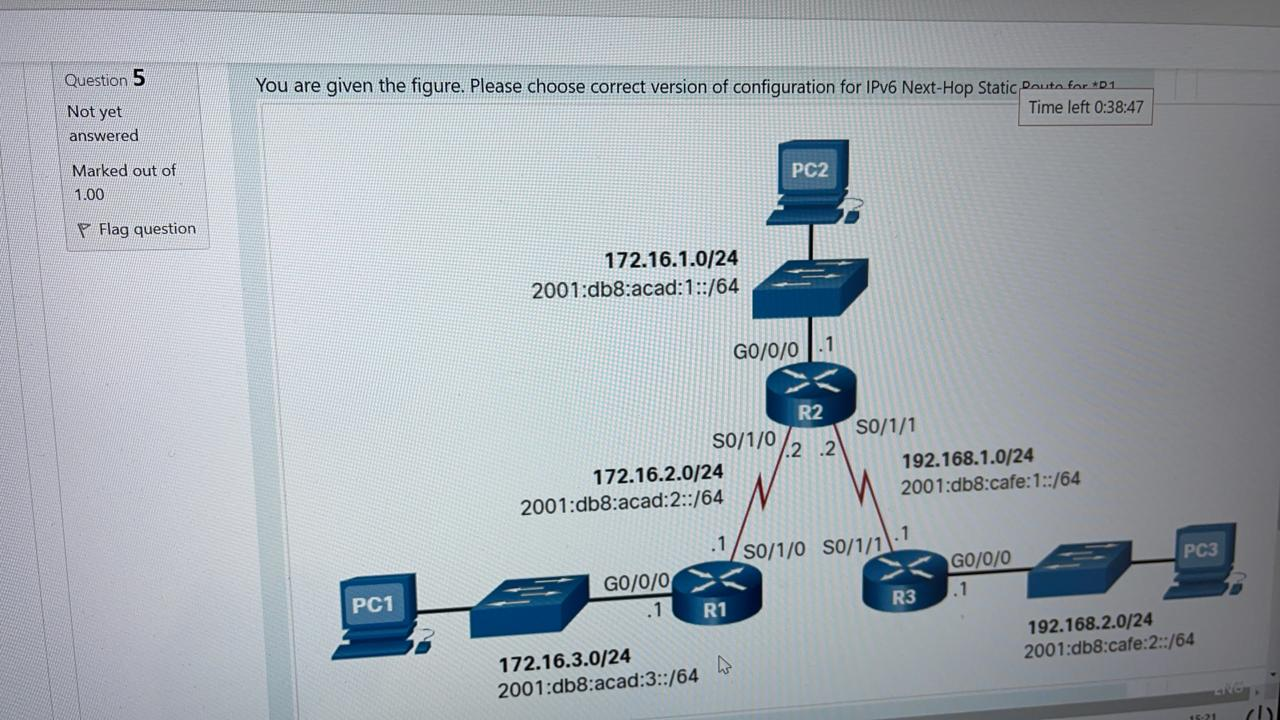 Question 5
Not yet
answered
Marked out of
1.00
Flag question
You are given the figure. Please choose correct version of configuration for IPv6 Next-Hop Static Route for *R1
Time left 0:38:47
PC2
172.16.1.0/24
2001:db8:acad:1::/64
G0/0/0
.1
R2
S0/1/0
.2
.2
S0/1/1
172.16.2.0/24
2001:db8:acad:2::/64
192.168.1.0/24
2001:db8:cafe:1::/64
.1
S0/1/0
S0/1/1
.1
PC1
G0/0/0
.1
R1
R3
G0/0/0
.1
PC3
172.16.3.0/24
2001:db8:acad:3::/64
192.168.2.0/24
2001:db8:cafe:2::/64
ENG
15:21